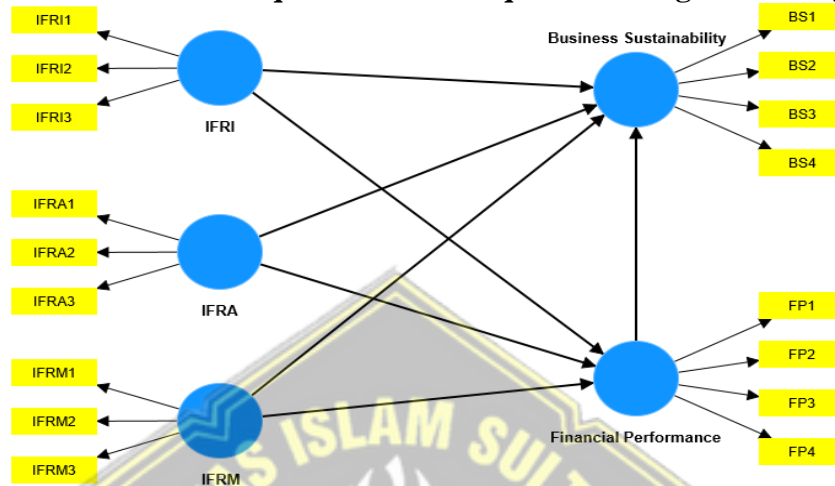 IFRI1
IFRI2
IFRI3
IFRI
Business Sustainability
BS1
BS2
BS3
BS4
IFRA1
IFRA2
IFRA3
IFRA
IFRM1
IFRM2
IFRM3
IFRM
FP1
FP2
FP3
FP4
Financial Performance
ISLAM